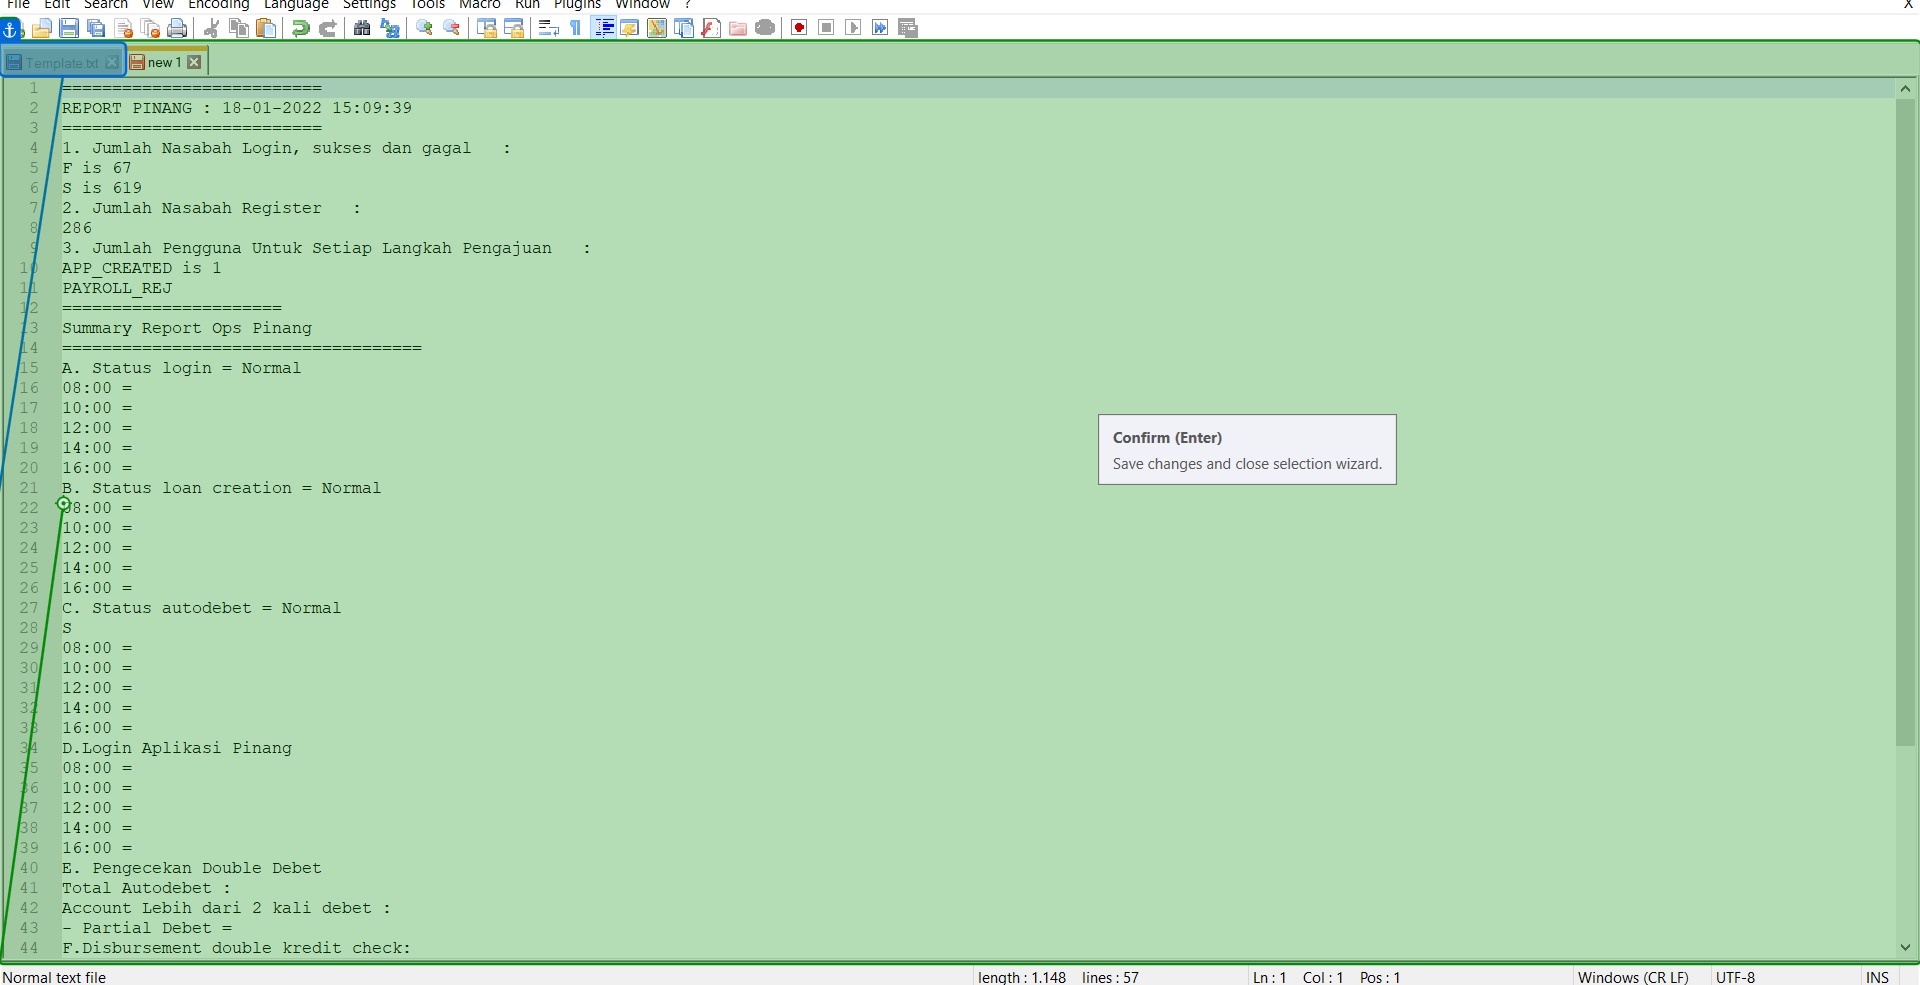 File Edit Search View Encoding Language Settings Tools Macro Run Plugins Window ? X
Template.txt new 1
1 ==========================
2 REPORT PINANG : 18-01-2022 15:09:39
3 ==========================
4 1. Jumlah Nasabah Login, sukses dan gagal   :
5 F is 67
6 S is 619
7 2. Jumlah Nasabah Register   :
8 286
9 3. Jumlah Pengguna Untuk Setiap Langkah Pengajuan   :
10 APP_CREATED is 1
11 PAYROLL_REJ
12 ======================
13 Summary Report Ops Pinang
14 ====================================
15 A. Status login = Normal
16 08:00 =
17 10:00 =
18 12:00 =
19 14:00 =
20 16:00 =
21 B. Status loan creation = Normal
22 08:00 =
23 10:00 =
24 12:00 =
25 14:00 =
26 16:00 =
27 C. Status autodebet = Normal
28 S
29 08:00 =
30 10:00 =
31 12:00 =
32 14:00 =
33 16:00 =
34 D.Login Aplikasi Pinang
35 08:00 =
36 10:00 =
37 12:00 =
38 14:00 =
39 16:00 =
40 E. Pengecekan Double Debet
41 Total Autodebet :
42 Account Lebih dari 2 kali debet :
43 - Partial Debet =
44 F.Disbursement double kredit check:
Confirm (Enter)
Save changes and close selection wizard.
Normal text file length : 1.148 lines : 57 Ln : 1 Col : 1 Pos : 1 Windows (CR LF) UTF-8 INS